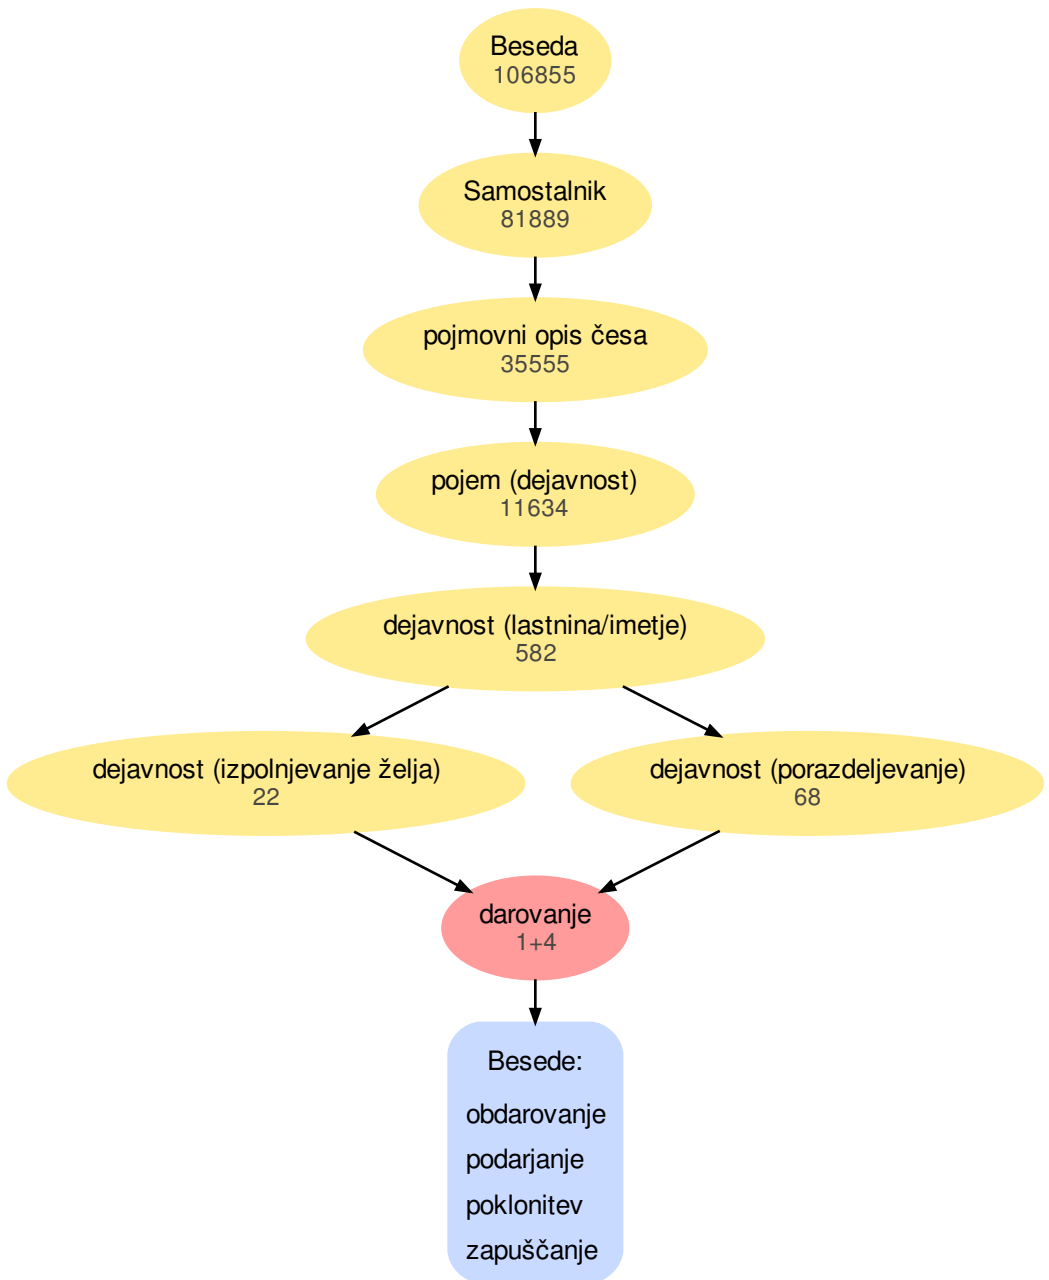 Beseda
106855
Samostalnik
81889
pojmovni opis česa
35555
pojem (dejavnost)
11634
dejavnost (lastnina/imetje)
582
dejavnost (izpolnjevanje želja)
22
dejavnost (porazdeljevanje)
68
darovanje
1+4
Besede:
obdarovanje
podarjanje
poklonitev
zapuščanje